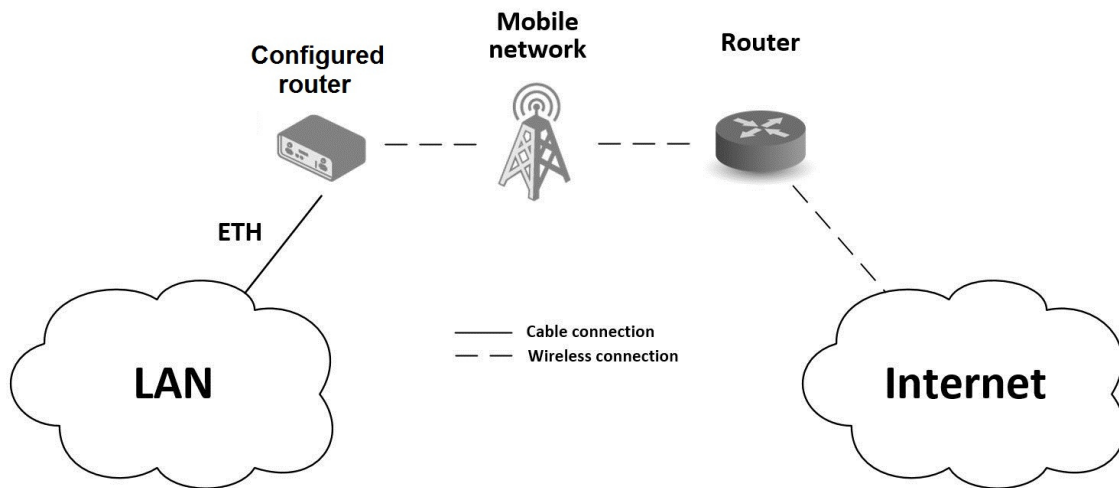 Mobile
network
Router
Configured
router
ETH
Cable connection
Wireless connection
LAN
Internet